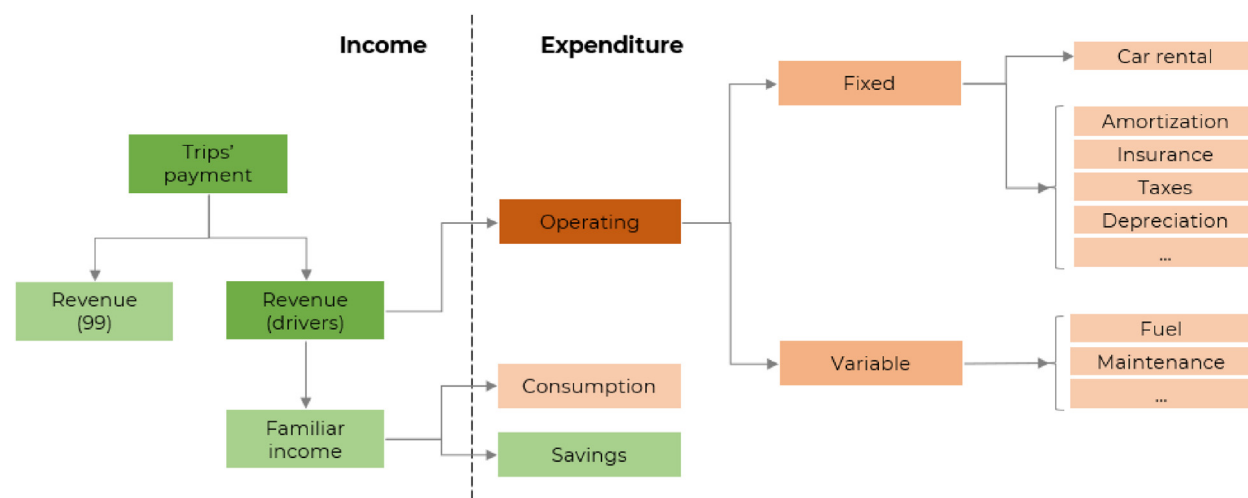 Income
Expenditure
Trips’
payment
Revenue
(99)
Revenue
(drivers)
Familiar
income
Operating
Consumption
Savings
Fixed
Variable
Car rental
Amortization
Insurance
Taxes
Depreciation
...
Fuel
Maintenance
...